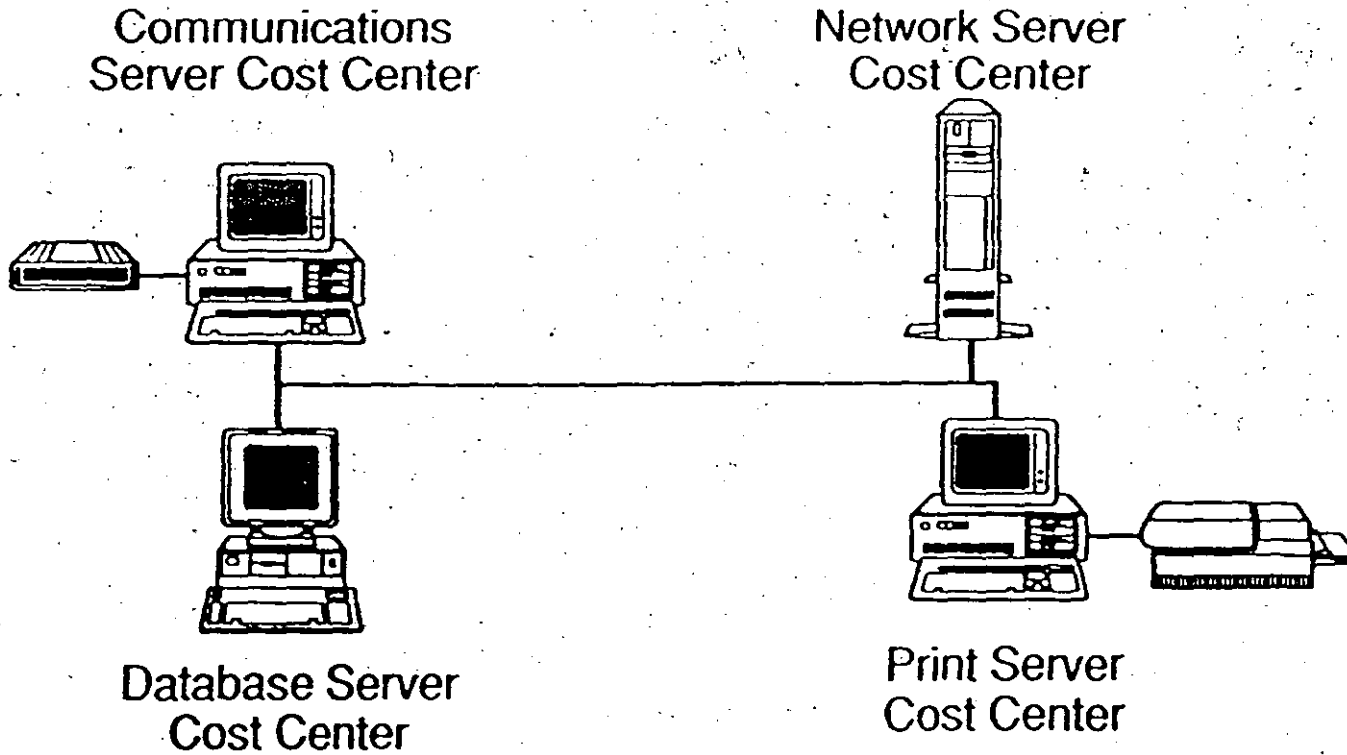 Communications
Server Cost Center
Network Server
Cost Center
Database Server
Cost Center
Print Server
Cost Center